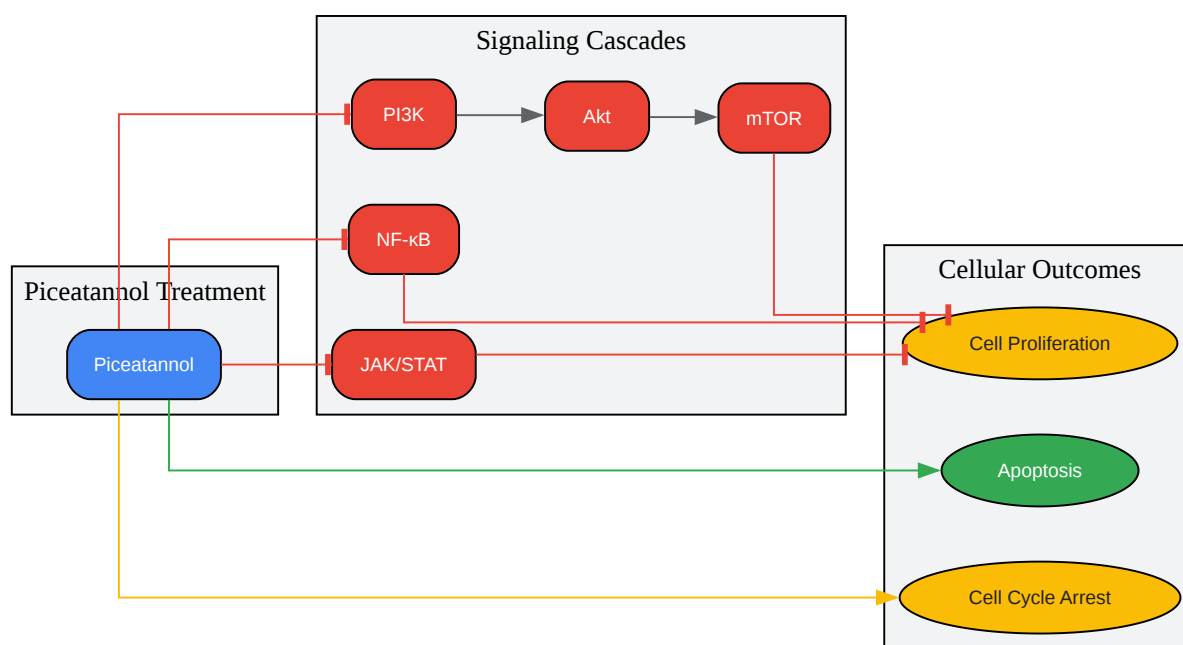 Signaling Cascades
PI3K
Akt
mTOR
NF-κB
Piceatannol Treatment
Piceatannol
JAK/STAT
Cellular Outcomes
Cell Proliferation
Apoptosis
Cell Cycle Arrest